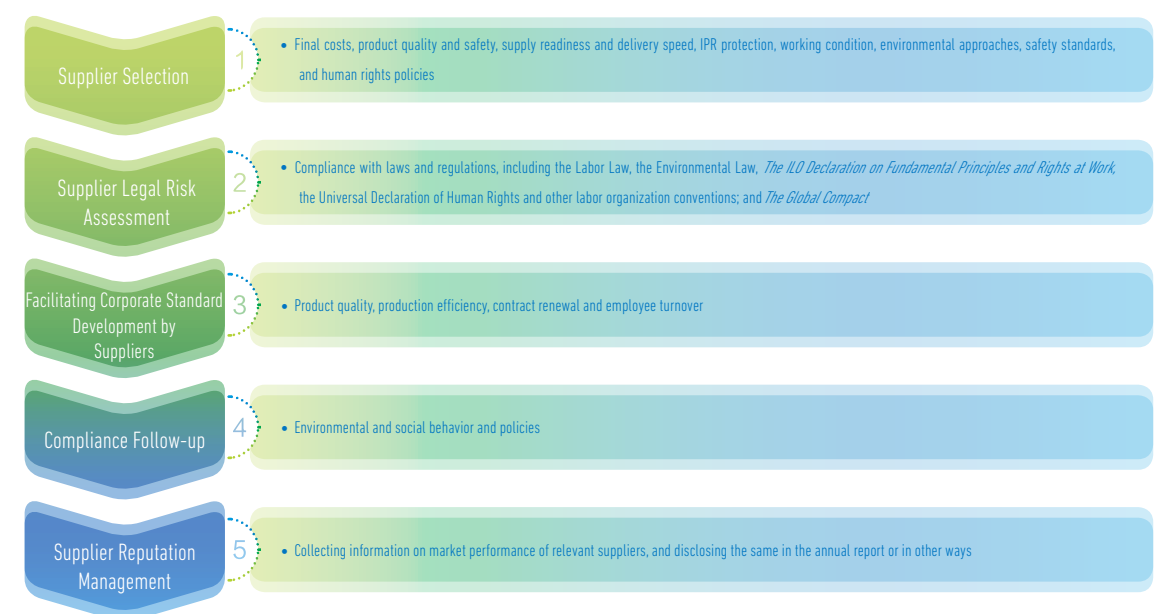 Supplier Selection
1
• Final costs, product quality and safety, supply readiness and delivery speed, IPR protection, working condition, environmental approaches, safety standards,
and human rights policies
Supplier Legal Risk
Assessment
2
• Compliance with laws and regulations, including the Labor Law, the Environmental Law, The ILO Declaration on Fundamental Principles and Rights at Work,
the Universal Declaration of Human Rights and other labor organization conventions; and The Global Compact
Facilitating Corporate Standard
Development by
Suppliers
3
• Product quality, production efficiency, contract renewal and employee turnover
Compliance Follow-up
4
• Environmental and social behavior and policies
Supplier Reputation
Management
5
• Collecting information on market performance of relevant suppliers, and disclosing the same in the annual report or in other ways